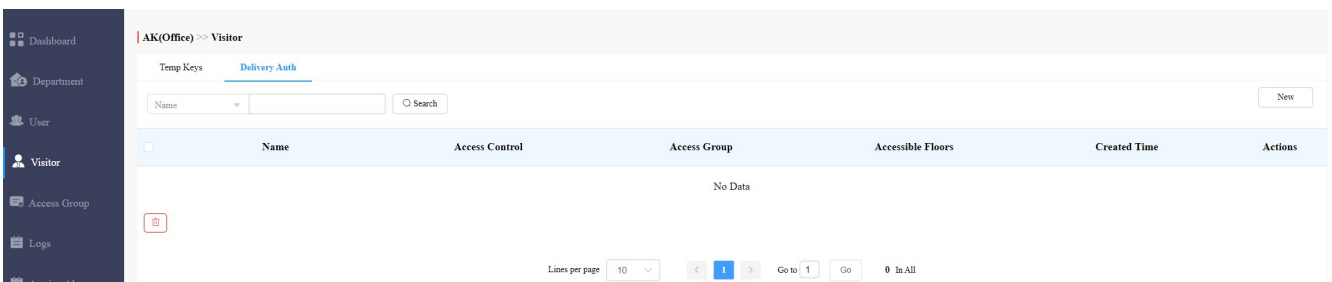 Dashboard
Department
User
Visitor
Access Group
Logs
AK(Office) >> Visitor
Temp Keys Delivery Auth
Name Search New
Name Access Control Access Group Accessible Floors Created Time Actions
No Data
Lines per page 10 < 1 > Go to 1 Go 0 In All